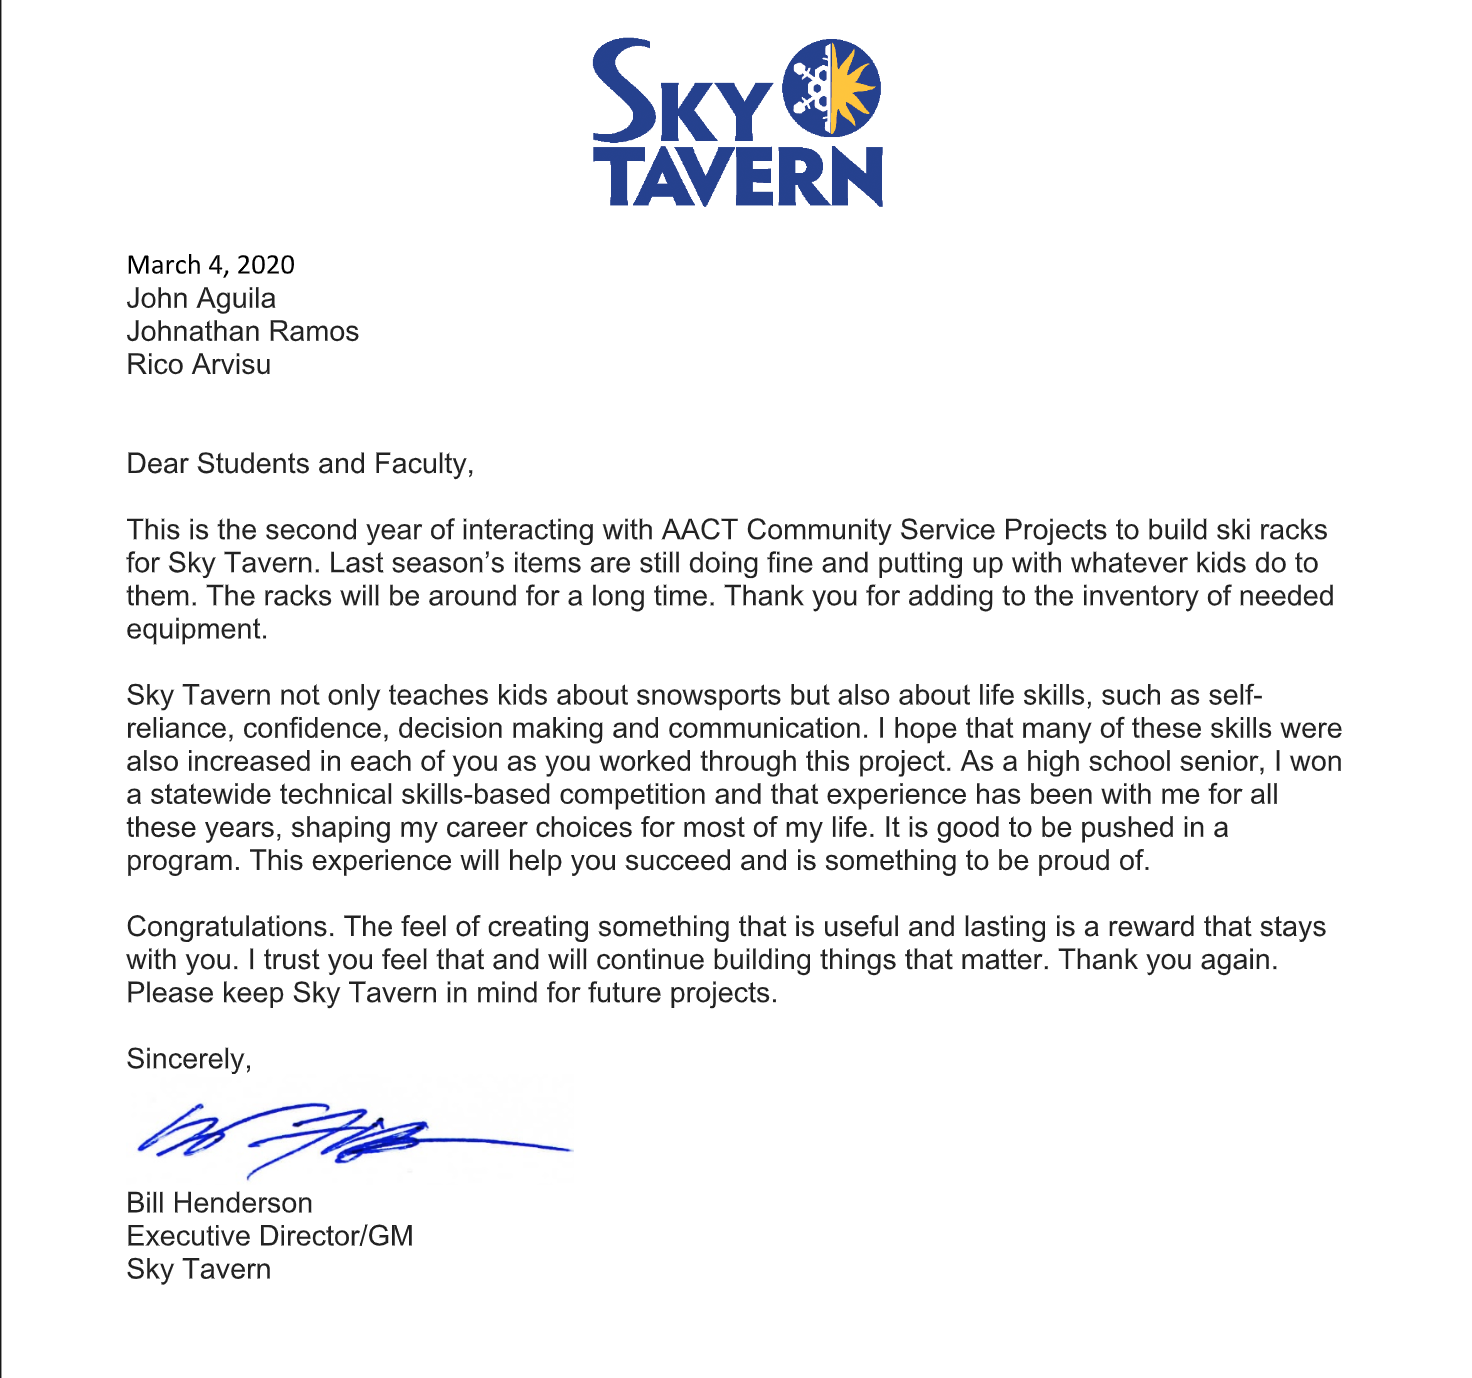 SKY
TAVERN
March 4, 2020
John Aguila
Johnathan Ramos
Rico Arvisu
Dear Students and Faculty,
This is the second year of interacting with AACT Community Service Projects to build ski racks
for Sky Tavern. Last season’s items are still doing fine and putting up with whatever kids do to
them. The racks will be around for a long time. Thank you for adding to the inventory of needed
equipment.
Sky Tavern not only teaches kids about snowsports but also about life skills, such as self-
reliance, confidence, decision making and communication. I hope that many of these skills were
also increased in each of you as you worked through this project. As a high school senior, I won
a statewide technical skills-based competition and that experience has been with me for all
these years, shaping my career choices for most of my life. It is good to be pushed in a
program. This experience will help you succeed and is something to be proud of.
Congratulations. The feel of creating something that is useful and lasting is a reward that stays
with you. I trust you feel that and will continue building things that matter. Thank you again.
Please keep Sky Tavern in mind for future projects.
Sincerely,
Bill Henderson
Executive Director/GM
Sky Tavern